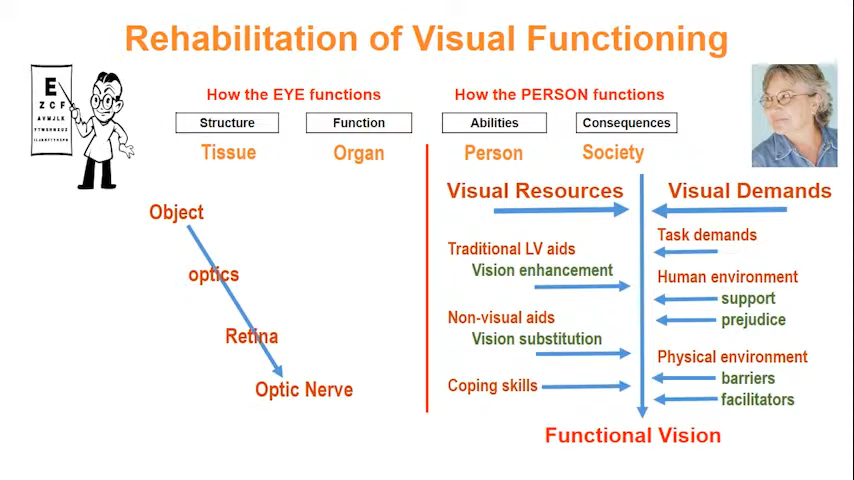 Rehabilitation of Visual Functioning
How the EYE functions
How the PERSON functions
Structure
Function
Abilities
Consequences
Tissue
Organ
Person
Society
E
Z C F
Object
optics
Retina
Optic Nerve
Visual Resources
Traditional LV aids
Vision enhancement
Non-visual aids
Vision substitution
Coping skills
Visual Demands
Task demands
Human environment
support
prejudice
Physical environment
barriers
facilitators
Functional Vision